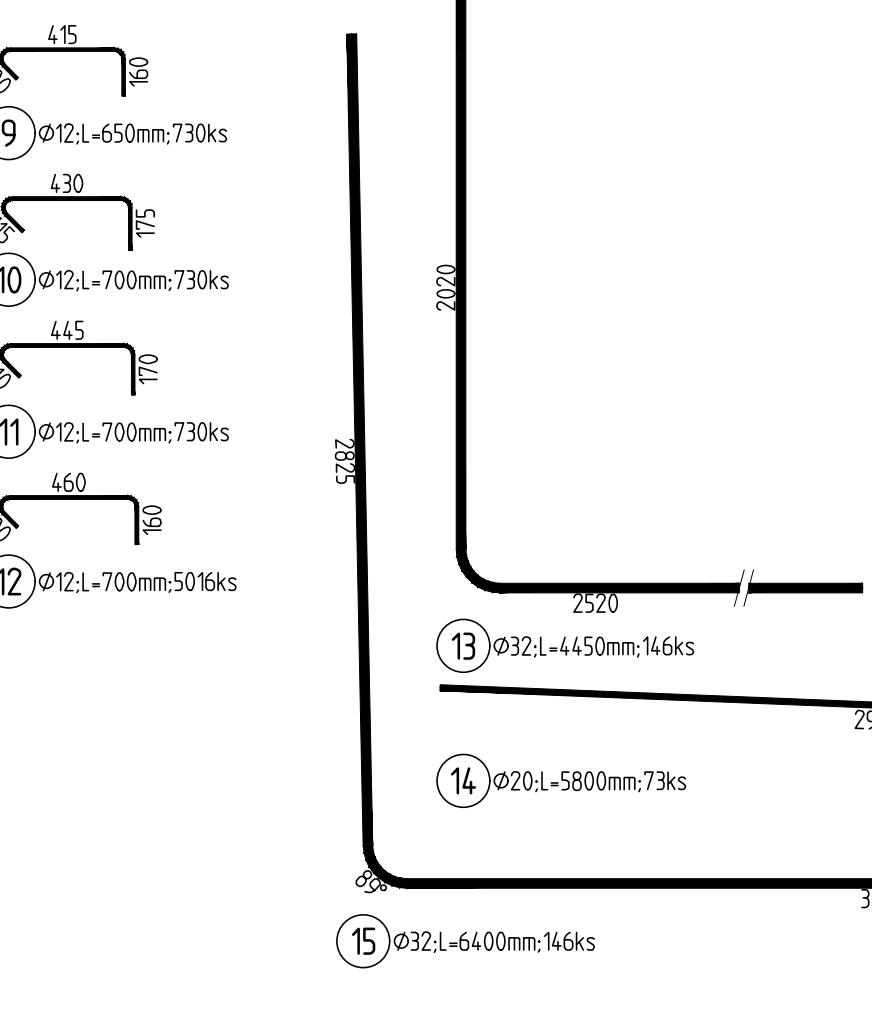 415
160
9
Ø12;L=650mm;730ks
430
175
10
Ø12;L=700mm;730ks
445
170
11
Ø12;L=700mm;730ks
460
160
12
Ø12;L=700mm;5016ks
2020
2825
2520
13
Ø32;L=4450mm;146ks
14
Ø20;L=5800mm;73ks
89°
15
Ø32;L=6400mm;146ks